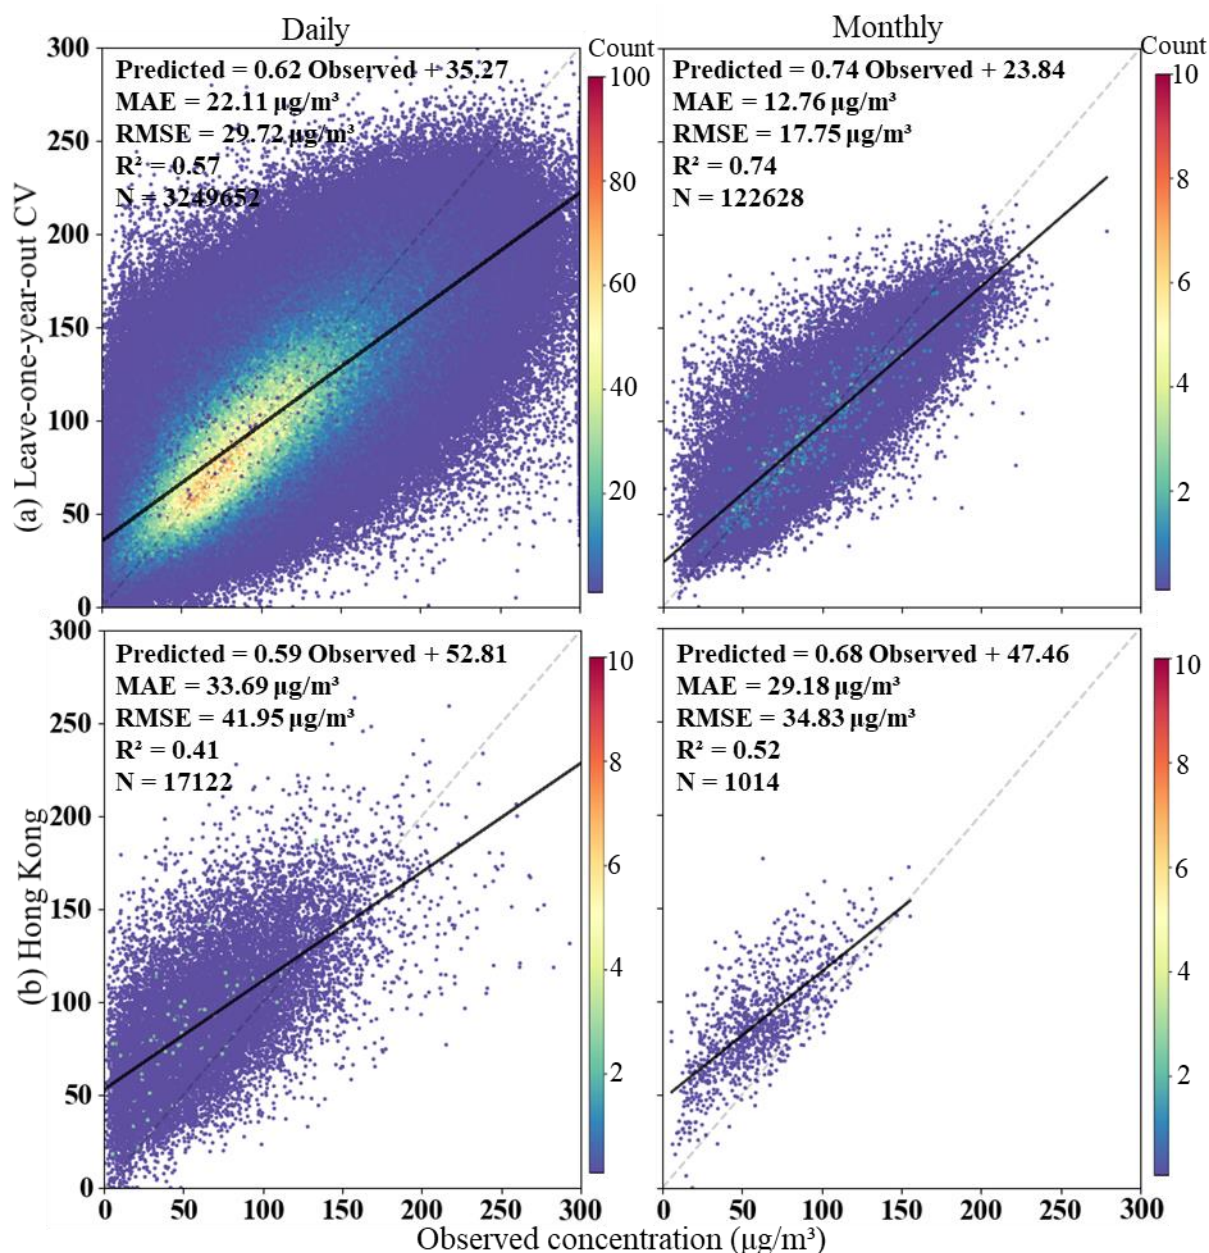 Daily
Monthly
Count
Count
(a) Leave-one-year-out CV
300
250
200
150
100
50
0
Predicted = 0.62 Observed + 35.27
MAE = 22.11 µg/m³
RMSE = 29.72 µg/m³
R² = 0.57
N = 3249652
100
80
60
40
20
Predicted = 0.74 Observed + 23.84
MAE = 12.76 µg/m³
RMSE = 17.75 µg/m³
R² = 0.74
N = 122628
10
8
6
4
2
(b) Hong Kong
300
250
200
150
100
50
0
Predicted = 0.59 Observed + 52.81
MAE = 33.69 µg/m³
RMSE = 41.95 µg/m³
R² = 0.41
N = 17122
10
8
6
4
2
Predicted = 0.68 Observed + 47.46
MAE = 29.18 µg/m³
RMSE = 34.83 µg/m³
R² = 0.52
N = 1014
10
8
6
4
2
0 50 100 150 200 250 300
0 50 100 150 200 250 300
Observed concentration (µg/m³)